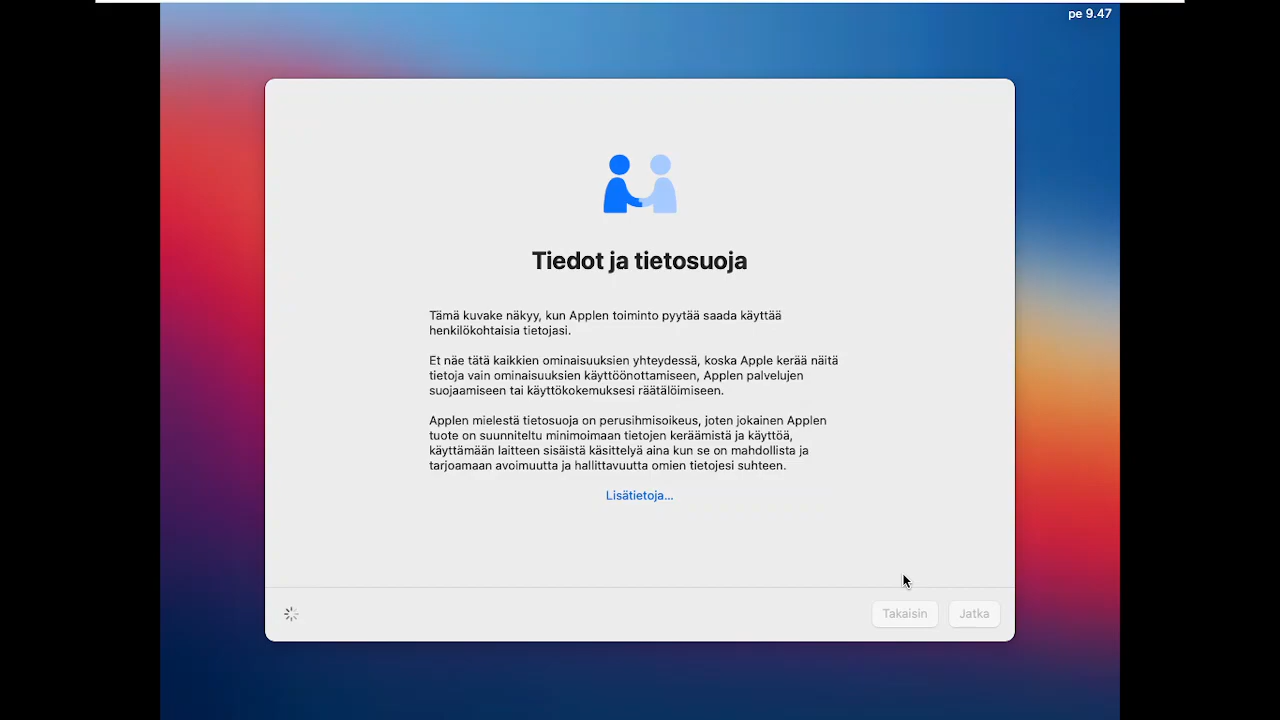 pe 9.47
Tiedot ja tietosuoja
Tämä kuvake näkyy, kun Applen toiminto pyytää saada käyttää
henkilökohtaisia tietojasi.
Et näe tätä kaikkien ominaisuuksien yhteydessä, koska Apple kerää näitä
tietoja vain ominaisuuksien käyttöönottamiseen, Applen palvelujen
suojaamiseen tai käyttökokemuksesi räätälöimiseen.
Applen mielestä tietosuoja on perusihmisoikeus, joten jokainen Applen
tuote on suunniteltu minimoimaan tietojen keräämistä ja käyttöä,
käyttämään laitteen sisäistä käsittelyä aina kun se on mahdollista ja
tarjoamaan avoimuutta ja hallittavuutta omien tietojesi suhteen.
Lisätietoja...
Takaisin
Jatka